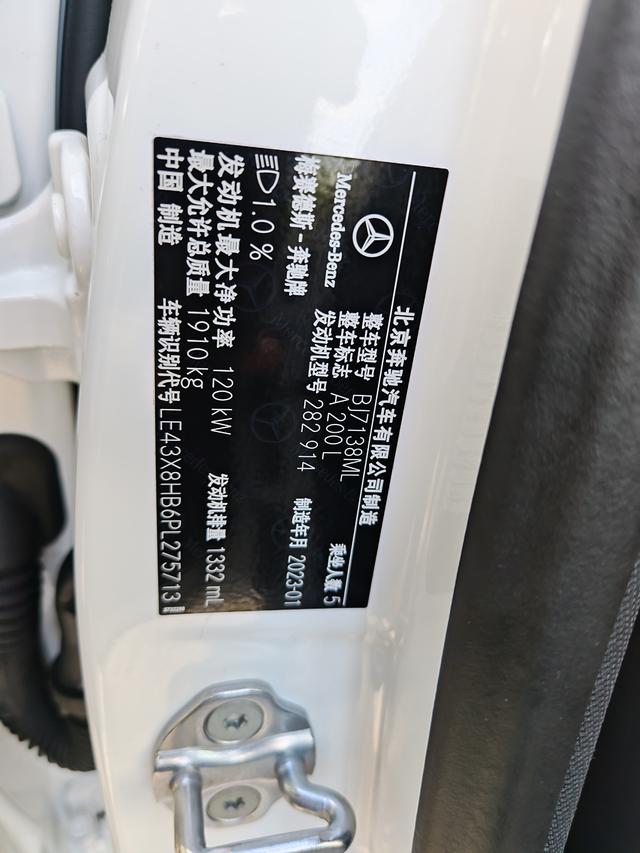 北京奔驰汽车有限公司制造
Mercedes-Benz
梅赛德斯-奔驰牌
整车型号 BJ7138ML
整车标志 A 200 L
乘坐人数 5
发动机型号 282 914
制造年月 2023-01
1.0 %
发动机最大净功率 120 kW
发动机排量 1332 mL
最大允许总质量 1910 kg
中国 制造
车辆识别代号 LE43X8HB6PL275713